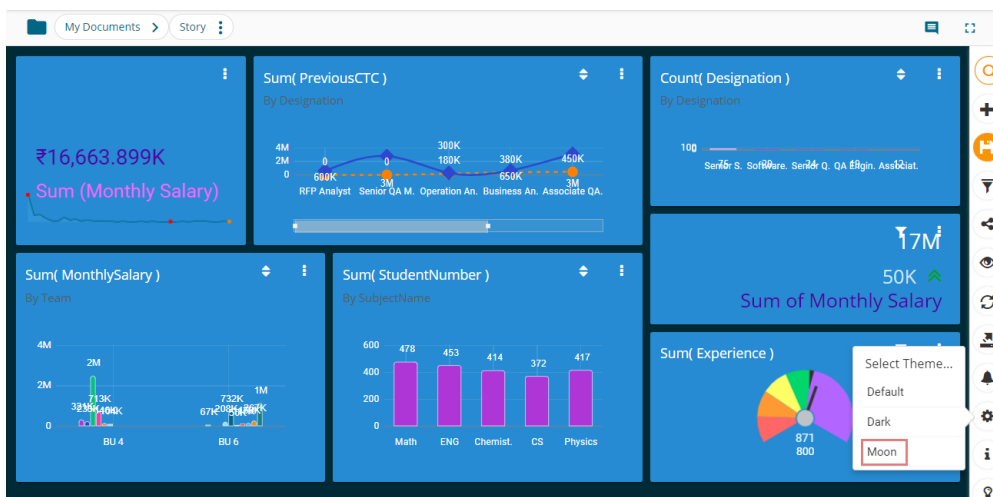 My Documents > Story
Sum( PreviousCTC )
By Designation
4M
2M
0
0
600K
0
3M
300K
180K
380K
650K
450K
3M
RFP Analyst Senior QA M. Operation An. Business An. Associate QA.
Count( Designation )
By Designation
100
Senior S. Software. Senior Q. QA Engin. Associat.
₹16,663.899K
Sum (Monthly Salary)
17M
50K
Sum of Monthly Salary
Sum( MonthlySalary )
By Team
4M
2M
0
2M
713K
67K
732K
1M
BU 4 BU 6
Sum( StudentNumber )
By SubjectName
600
400
200
0
478 453 414 372 417
Math ENG Chemist. CS Physics
Sum( Experience )
871
800
Select Theme...
Default
Dark
Moon